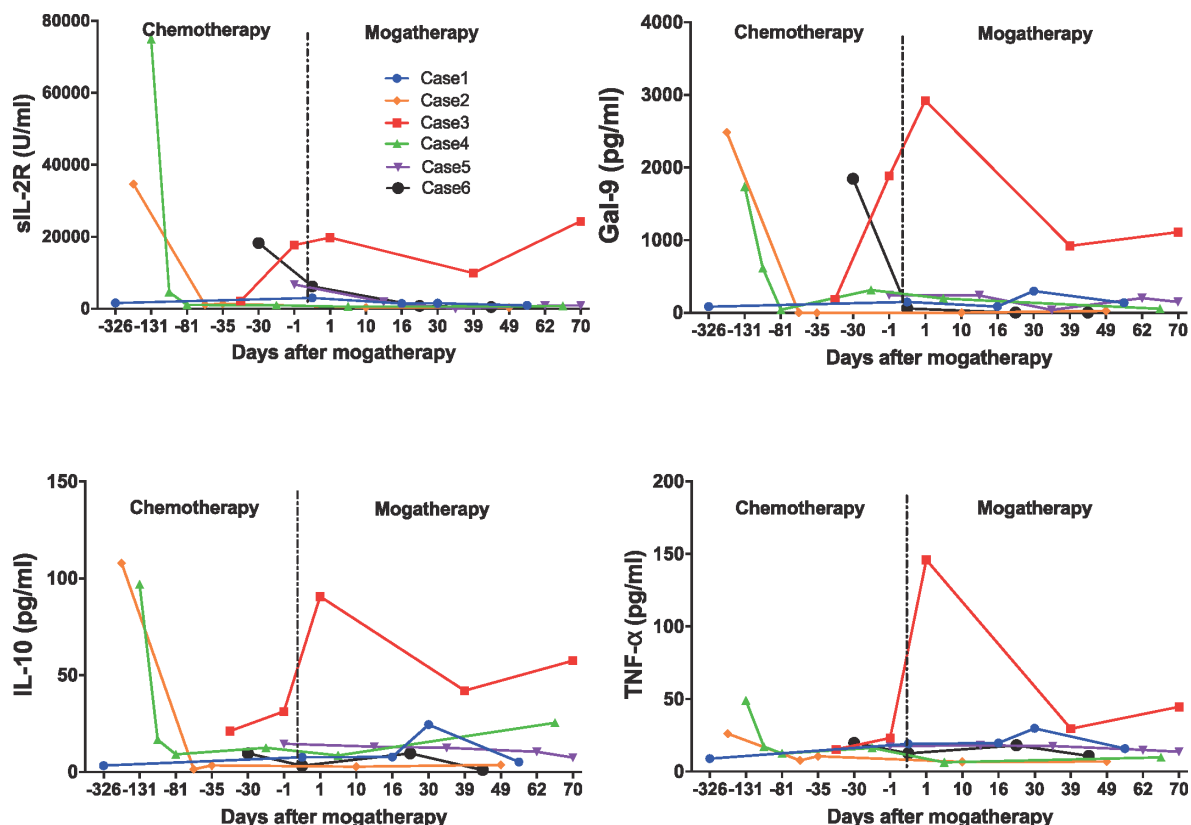 Chemotherapy Mogatherapy
sIL-2R (U/ml)
80000
60000
40000
20000
0
Case1
Case2
Case3
Case4
Case5
Case6
-326 -131 -81 -35 -30 -1 1 10 16 30 39 49 62 70
Days after mogatherapy
Chemotherapy Mogatherapy
Gal-9 (pg/ml)
4000
3000
2000
1000
0
-326 -131 -81 -35 -30 -1 1 10 16 30 39 49 62 70
Days after mogatherapy
Chemotherapy Mogatherapy
IL-10 (pg/ml)
150
100
50
0
-326 -131 -81 -35 -30 -1 1 10 16 30 39 49 62 70
Days after mogatherapy
Chemotherapy Mogatherapy
TNF-α (pg/ml)
200
150
100
50
0
-326 -131 -81 -35 -30 -1 1 10 16 30 39 49 62 70
Days after mogatherapy